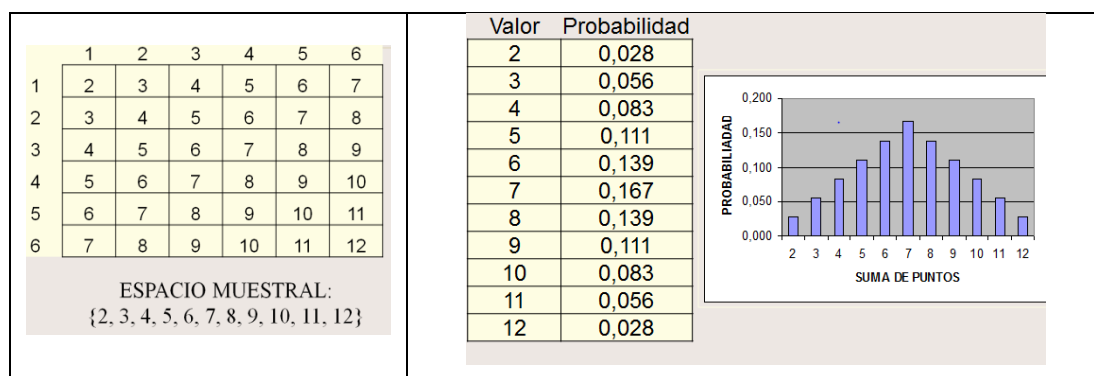 1 2 3 4 5 6
1 2 3 4 5 6 7
2 3 4 5 6 7 8
3 4 5 6 7 8 9
4 5 6 7 8 9 10
5 6 7 8 9 10 11
6 7 8 9 10 11 12
ESPACIO MUESTRAL:
{2, 3, 4, 5, 6, 7, 8, 9, 10, 11, 12}
Valor Probabilidad
2 0,028
3 0,056
4 0,083
5 0,111
6 0,139
7 0,167
8 0,139
9 0,111
10 0,083
11 0,056
12 0,028
PROBABILIADAD
0,200
0,150
0,100
0,050
0,000
2 3 4 5 6 7 8 9 10 11 12
SUMA DE PUNTOS